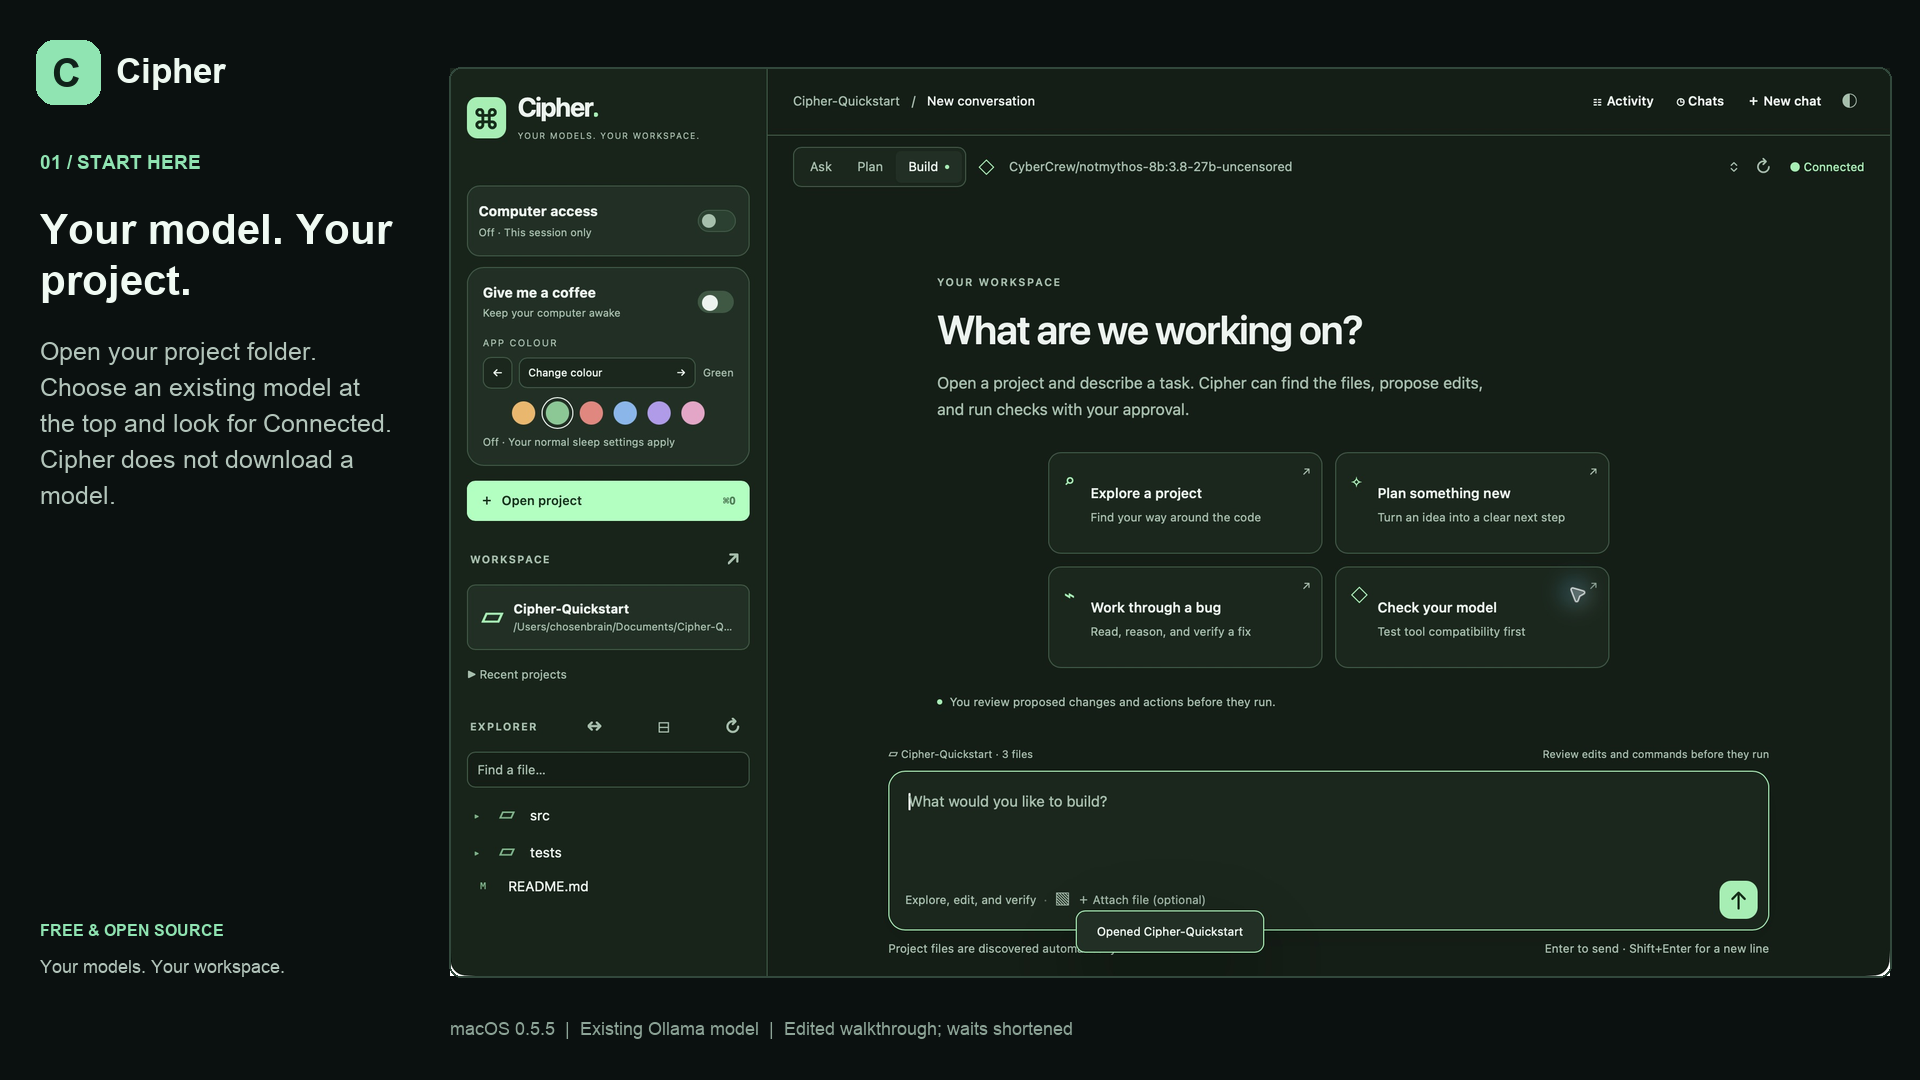 C Cipher
01 / START HERE
Your model. Your
project.
Open your project folder.
Choose an existing model at
the top and look for Connected.
Cipher does not download a
model.
FREE & OPEN SOURCE
Your models. Your workspace.
Cipher.
YOUR MODELS. YOUR WORKSPACE.
Computer access
Off · This session only
Give me a coffee
Keep your computer awake
APP COLOUR
← Change colour → Green
Off · Your normal sleep settings apply
+ Open project ⌘O
WORKSPACE
Cipher-Quickstart
/Users/chosenbrain/Documents/Cipher-Q...
Recent projects
EXPLORER
Find a file...
src
tests
M README.md
Cipher-Quickstart / New conversation
Activity
Chats
+ New chat
Ask Plan Build •
CyberCrew/notmythos-8b:3.8-27b-uncensored
Connected
YOUR WORKSPACE
What are we working on?
Open a project and describe a task. Cipher can find the files, propose edits,
and run checks with your approval.
Explore a project
Find your way around the code
Plan something new
Turn an idea into a clear next step
Work through a bug
Read, reason, and verify a fix
Check your model
Test tool compatibility first
• You review proposed changes and actions before they run.
Cipher-Quickstart · 3 files
Review edits and commands before they run
What would you like to build?
Explore, edit, and verify · + Attach file (optional)
Opened Cipher-Quickstart
Project files are discovered
Enter to send · Shift+Enter for a new line
macOS 0.5.5 | Existing Ollama model | Edited walkthrough; waits shortened